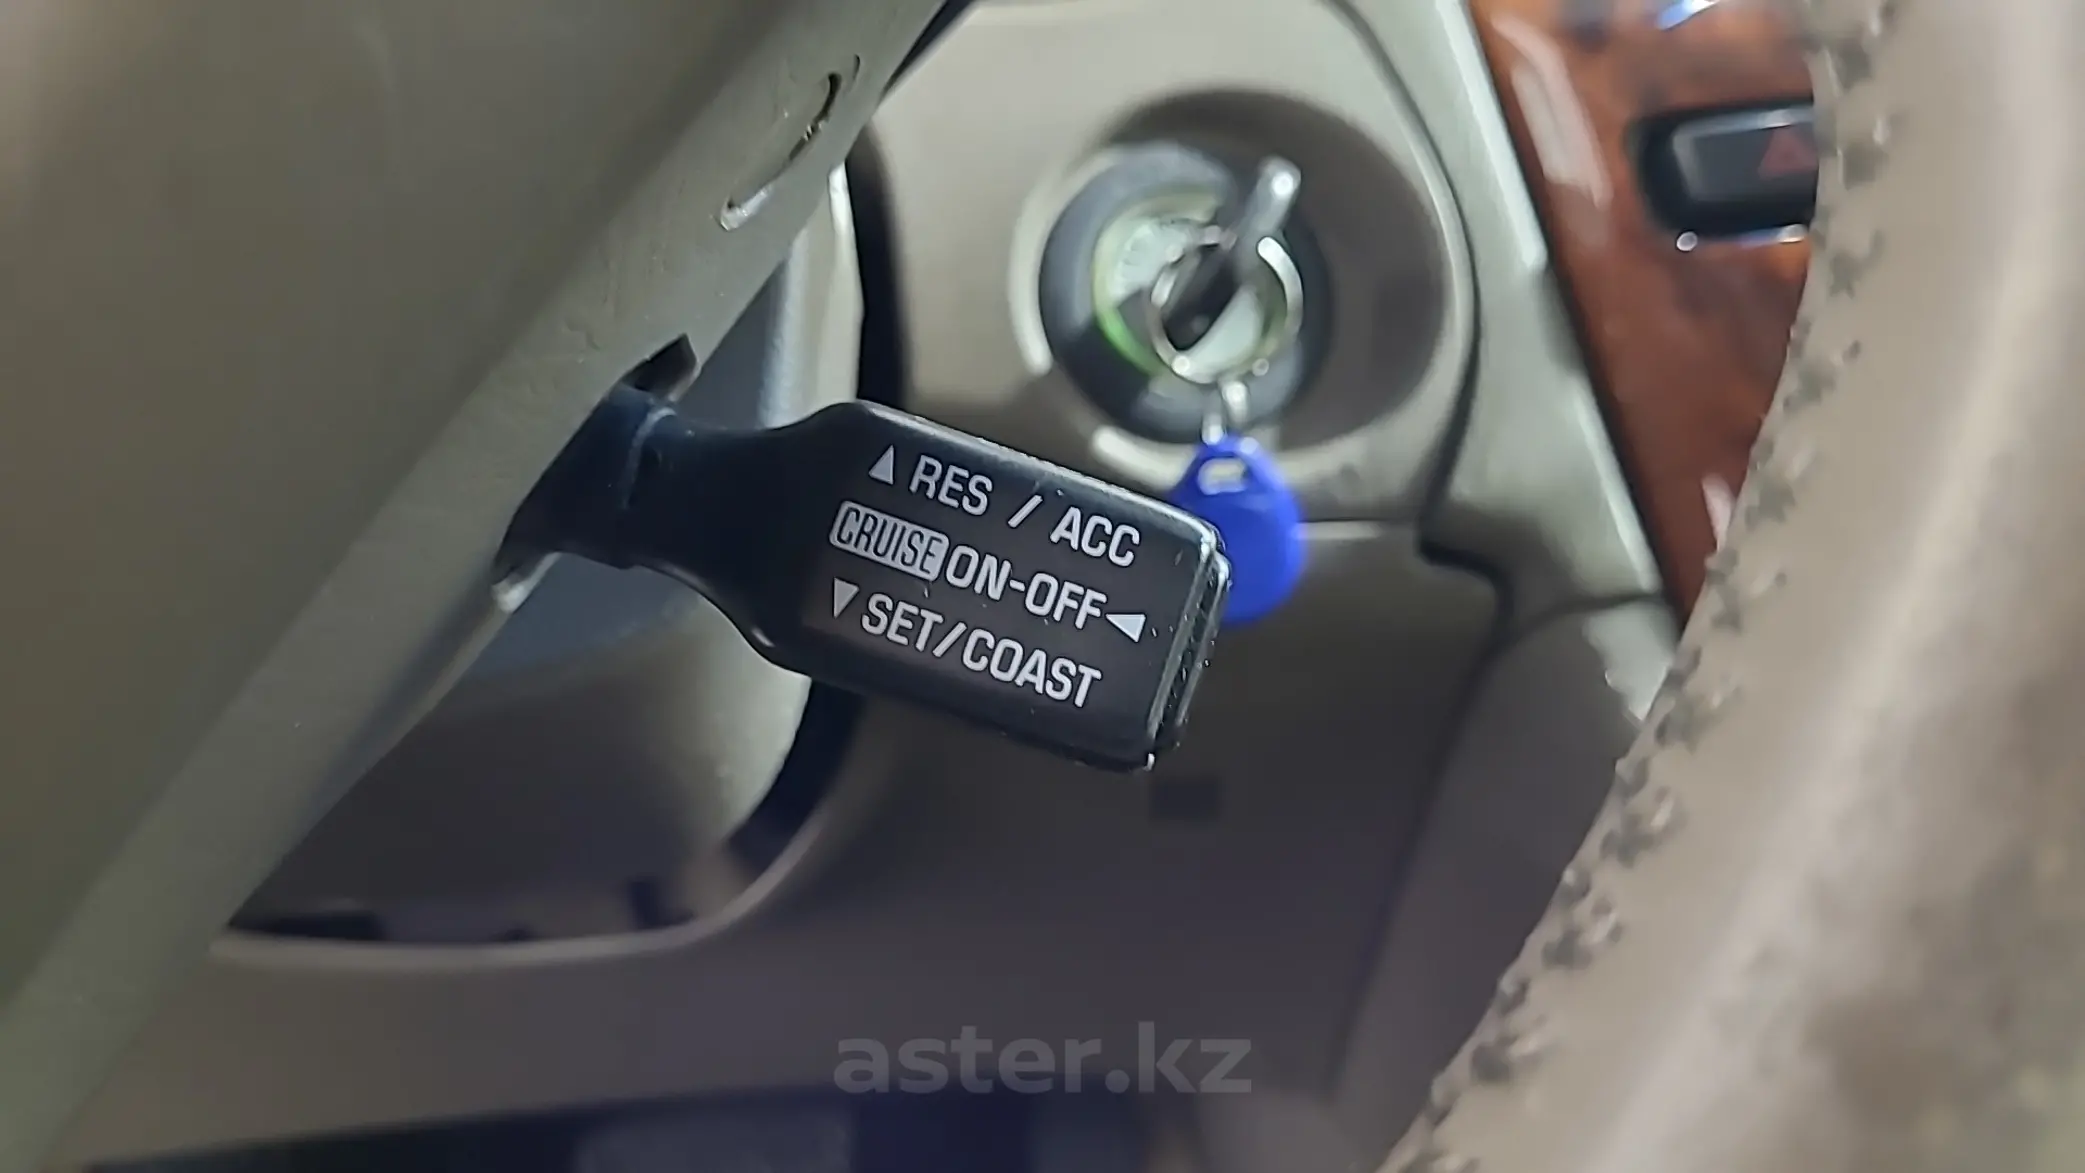 ▲ RES / ACC
CRUISE ON-OFF ◀
▼ SET/COAST
aster.kz